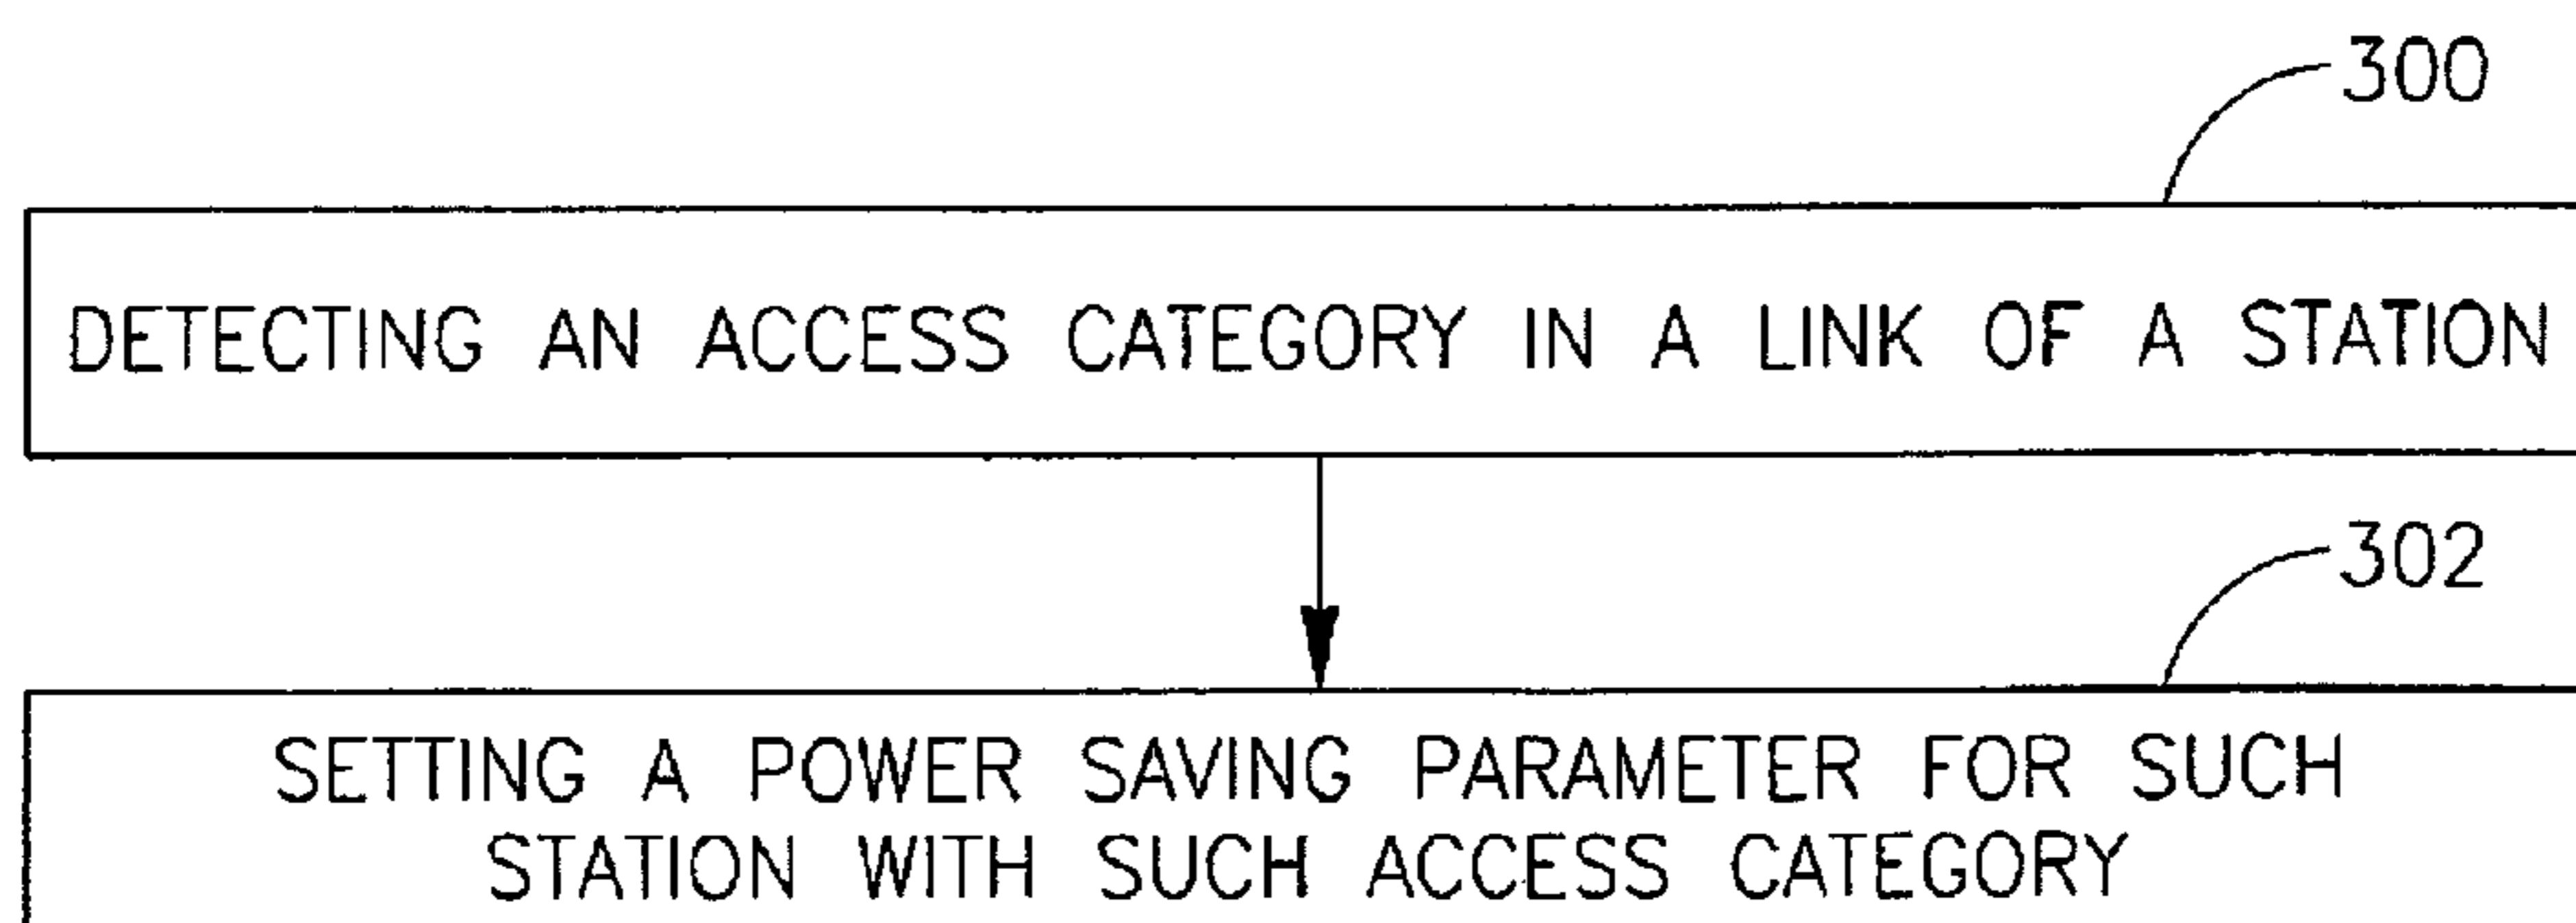 300
DETECTING AN ACCESS CATEGORY IN A LINK OF A STATION
302
SETTING A POWER SAVING PARAMETER FOR SUCH
STATION WITH SUCH ACCESS CATEGORY